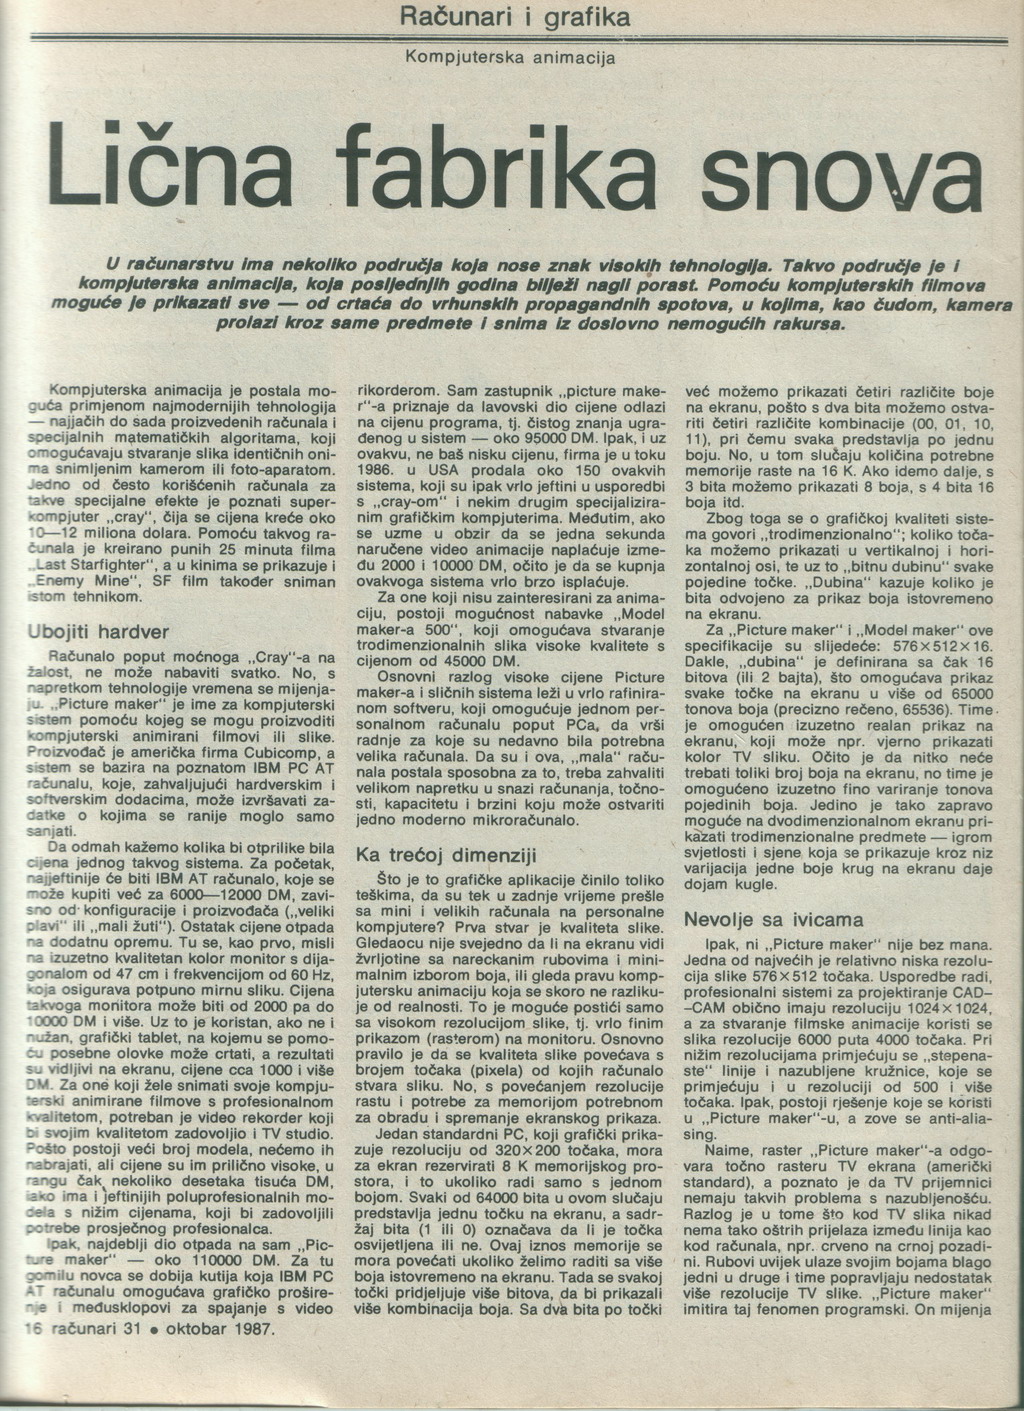 Računari i grafika
Kompjuterska animacija
Lična fabrika snova
U računarstvu ima nekoliko područja koja nose znak visokih tehnologija. Takvo područje je i
kompjuterska animacija, koja posljednjih godina bilježi nagli porast. Pomoću kompjuterskih filmova
moguće je prikazati sve — od crtaća do vrhunskih propagandnih spotova, u kojima, kao čudom, kamera
prolazi kroz same predmete i snima iz doslovno nemogućih rakursa.
Kompjuterska animacija je postala mo-
guća primjenom najmodernijih tehnologija
— najjačih do sada proizvedenih računala i
specijalnih matematičkih algoritama, koji
omogućavaju stvaranje slika identičnih oni-
ma snimljenim kamerom ili foto-aparatom.
Jedno od često korišćenih računala za
takve specijalne efekte je poznati super-
kompjuter „cray“, čija se cijena kreće oko
10—12 miliona dolara. Pomoću takvog ra-
čunala je kreirano punih 25 minuta filma
„Last Starfighter“, a u kinima se prikazuje i
„Enemy Mine“, SF film također sniman
istom tehnikom.
Ubojiti hardver
Računalo poput moćnoga „Cray“-a na
žalost, ne može nabaviti svatko. No, s
napretkom tehnologije vremena se mijenja-
ju. „Picture maker“ je ime za kompjuterski
sistem pomoću kojeg se mogu proizvoditi
kompjuterski animirani filmovi ili slike.
Proizvođač je američka firma Cubicomp, a
sistem se bazira na poznatom IBM PC AT
računalu, koje, zahvaljujući hardverskim i
softverskim dodacima, može izvršavati za-
datke o kojima se ranije moglo samo
sanjati.
Da odmah kažemo kolika bi otprilike bila
cijena jednog takvog sistema. Za početak,
najjeftinije će biti IBM AT računalo, koje se
može kupiti već za 6000—12000 DM, zavi-
sno od konfiguracije i proizvođača („veliki
plavi“ ili „mali žuti“). Ostatak cijene otpada
na dodatnu opremu. Tu se, kao prvo, misli
na izuzetno kvalitetan kolor monitor s dija-
gonalom od 47 cm i frekvencijom od 60 Hz,
koja osigurava potpuno mirnu sliku. Cijena
takvoga monitora može biti od 2000 pa do
10000 DM i više. Uz to je koristan, ako ne i
nužan, grafički tablet, na kojemu se pomo-
ću posebne olovke može crtati, a rezultati
su vidljivi na ekranu, cijene cca 1000 i više
DM. Za one koji žele snimati svoje kompju-
terski animirane filmove s profesionalnom
kvalitetom, potreban je video rekorder koji
bi svojim kvalitetom zadovoljio i TV studio.
Pošto postoji veći broj modela, nećemo ih
nabrajati, ali cijene su im prilično visoke, u
rangu čak nekoliko desetaka tisuća DM,
iako ima i jeftinijih poluprofesionalnih mo-
dela s nižim cijenama, koji bi zadovoljili
potrebe prosječnog profesionalca.
Ipak, najdeblji dio otpada na sam „Pic-
ture maker“ — oko 110000 DM. Za tu
gomilu novca se dobija kutija koja IBM PC
AT računalu omogućava grafičko prošire-
nje i međusklopovi za spajanje s video
rikorderom. Sam zastupnik „picture make-
r“-a priznaje da lavovski dio cijene odlazi
na cijenu programa, tj. čistog znanja ugra-
đenog u sistem — oko 95000 DM. Ipak, i uz
ovakvu, ne baš nisku cijenu, firma je u toku
1986. u USA prodala oko 150 ovakvih
sistema, koji su ipak vrlo jeftini u usporedbi
s „cray-om“ i nekim drugim specijalizira-
nim grafičkim kompjuterima. Međutim, ako
se uzme u obzir da se jedna sekunda
naručene video animacije naplaćuje izme-
đu 2000 i 10000 DM, očito je da se kupnja
ovakvoga sistema vrlo brzo isplaćuje.
Za one koji nisu zainteresirani za anima-
ciju, postoji mogućnost nabavke „Model
maker-a 500“, koji omogućava stvaranje
trodimenzionalnih slika visoke kvalitete s
cijenom od 45000 DM.
Osnovni razlog visoke cijene Picture
maker-a i sličnih sistema leži u vrlo rafinira-
nom softveru, koji omogućuje jednom per-
sonalnom računalu poput PCa, da vrši
radnje za koje su nedavno bila potrebna
velika računala. Da su i ova, „mala“ raču-
nala postala sposobna za to, treba zahvaliti
velikom napretku u snazi računanja, točno-
sti, kapacitetu i brzini koju može ostvariti
jedno moderno mikroračunalo.
Ka trećoj dimenziji
Što je to grafičke aplikacije činilo toliko
teškima, da su tek u zadnje vrijeme prešle
sa mini i velikih računala na personalne
kompjutere? Prva stvar je kvaliteta slike.
Gledaocu nije svejedno da li na ekranu vidi
žvrljotine sa nareckanim rubovima i mini-
malnim izborom boja, ili gleda pravu komp-
jutersku animaciju koja se skoro ne razliku-
je od realnosti. To je moguće postići samo
sa visokom rezolucijom slike, tj. vrlo finim
prikazom (rasterom) na monitoru. Osnovno
pravilo je da se kvaliteta slike povećava s
brojem točaka (pixela) od kojih računalo
stvara sliku. No, s povećanjem rezolucije
rastu i potrebe za memorijom potrebnom
za obradu i spremanje ekranskog prikaza.
Jedan standardni PC, koji grafički prika-
zuje rezoluciju od 320×200 točaka, mora
za ekran rezervirati 8 K memorijskog pro-
stora, i to ukoliko radi samo s jednom
bojom. Svaki od 64000 bita u ovom slučaju
predstavlja jednu točku na ekranu, a sadr-
žaj bita (1 ili 0) označava da li je točka
osvijetljena ili ne. Ovaj iznos memorije se
mora povećati ukoliko želimo raditi sa više
boja istovremeno na ekranu. Tada se svakoj
točki pridjeljuje više bitova, da bi prikazali
više kombinacija boja. Sa dva bita po točki
već možemo prikazati četiri različite boje
na ekranu, pošto s dva bita možemo ostva-
riti četiri različite kombinacije (00, 01, 10,
11), pri čemu svaka predstavlja po jednu
boju. No, u tom slučaju količina potrebne
memorije raste na 16 K. Ako idemo dalje, s
3 bita možemo prikazati 8 boja, s 4 bita 16
boja itd.
Zbog toga se o grafičkoj kvaliteti siste-
ma govori „trodimenzionalno“; koliko toča-
ka možemo prikazati u vertikalnoj i hori-
zontalnoj osi, te uz to „bitnu dubinu“ svake
pojedine točke. „Dubina“ kazuje koliko je
bita odvojeno za prikaz boja istovremeno
na ekranu.
Za „Picture maker“ i „Model maker“ ove
specifikacije su slijedeće: 576×512×16.
Dakle, „dubina“ je definirana sa čak 16
bitova (ili 2 bajta), što omogućava prikaz
svake točke na ekranu u više od 65000
tonova boja (precizno rečeno, 65536). Time
je omogućen izuzetno realan prikaz na
ekranu, koji može npr. vjerno prikazati
kolor TV sliku. Očito je da nitko neće
trebati toliki broj boja na ekranu, no time je
omogućeno izuzetno fino variranje tonova
pojedinih boja. Jedino je tako zapravo
moguće na dvodimenzionalnom ekranu pri-
kazati trodimenzionalne predmete — igrom
svjetlosti i sjene koja se prikazuje kroz niz
varijacija jedne boje krug na ekranu daje
dojam kugle.
Nevolje sa ivicama
Ipak, ni „Picture maker“ nije bez mana.
Jedna od najvećih je relativno niska rezolu-
cija slike 576×512 točaka. Usporedbe radi,
profesionalni sistemi za projektiranje CAD-
-CAM obično imaju rezoluciju 1024×1024,
a za stvaranje filmske animacije koristi se
slika rezolucije 6000 puta 4000 točaka. Pri
nižim rezolucijama primjećuju se „stepena-
ste“ linije i nazubljene kružnice, koje se
primjećuju i u rezoluciji od 500 i više
točaka. Ipak, postoji rješenje koje se koristi
u „Picture maker“-u, a zove se anti-alia-
sing.
Naime, raster „Picture maker“-a odgo-
vara točno rasteru TV ekrana (američki
standard), a poznato je da TV prijemnici
nemaju takvih problema s nazubljenošću.
Razlog je u tome što kod TV slika nikad
nema tako oštrih prijelaza između linija kao
kod računala, npr. crveno na crnoj pozadi-
ni. Rubovi uvijek ulaze svojim bojama blago
jedni u druge i time popravljaju nedostatak
više rezolucije TV slike. „Picture maker“
imitira taj fenomen programski. On mijenja
16 računari 31 • oktobar 1987.